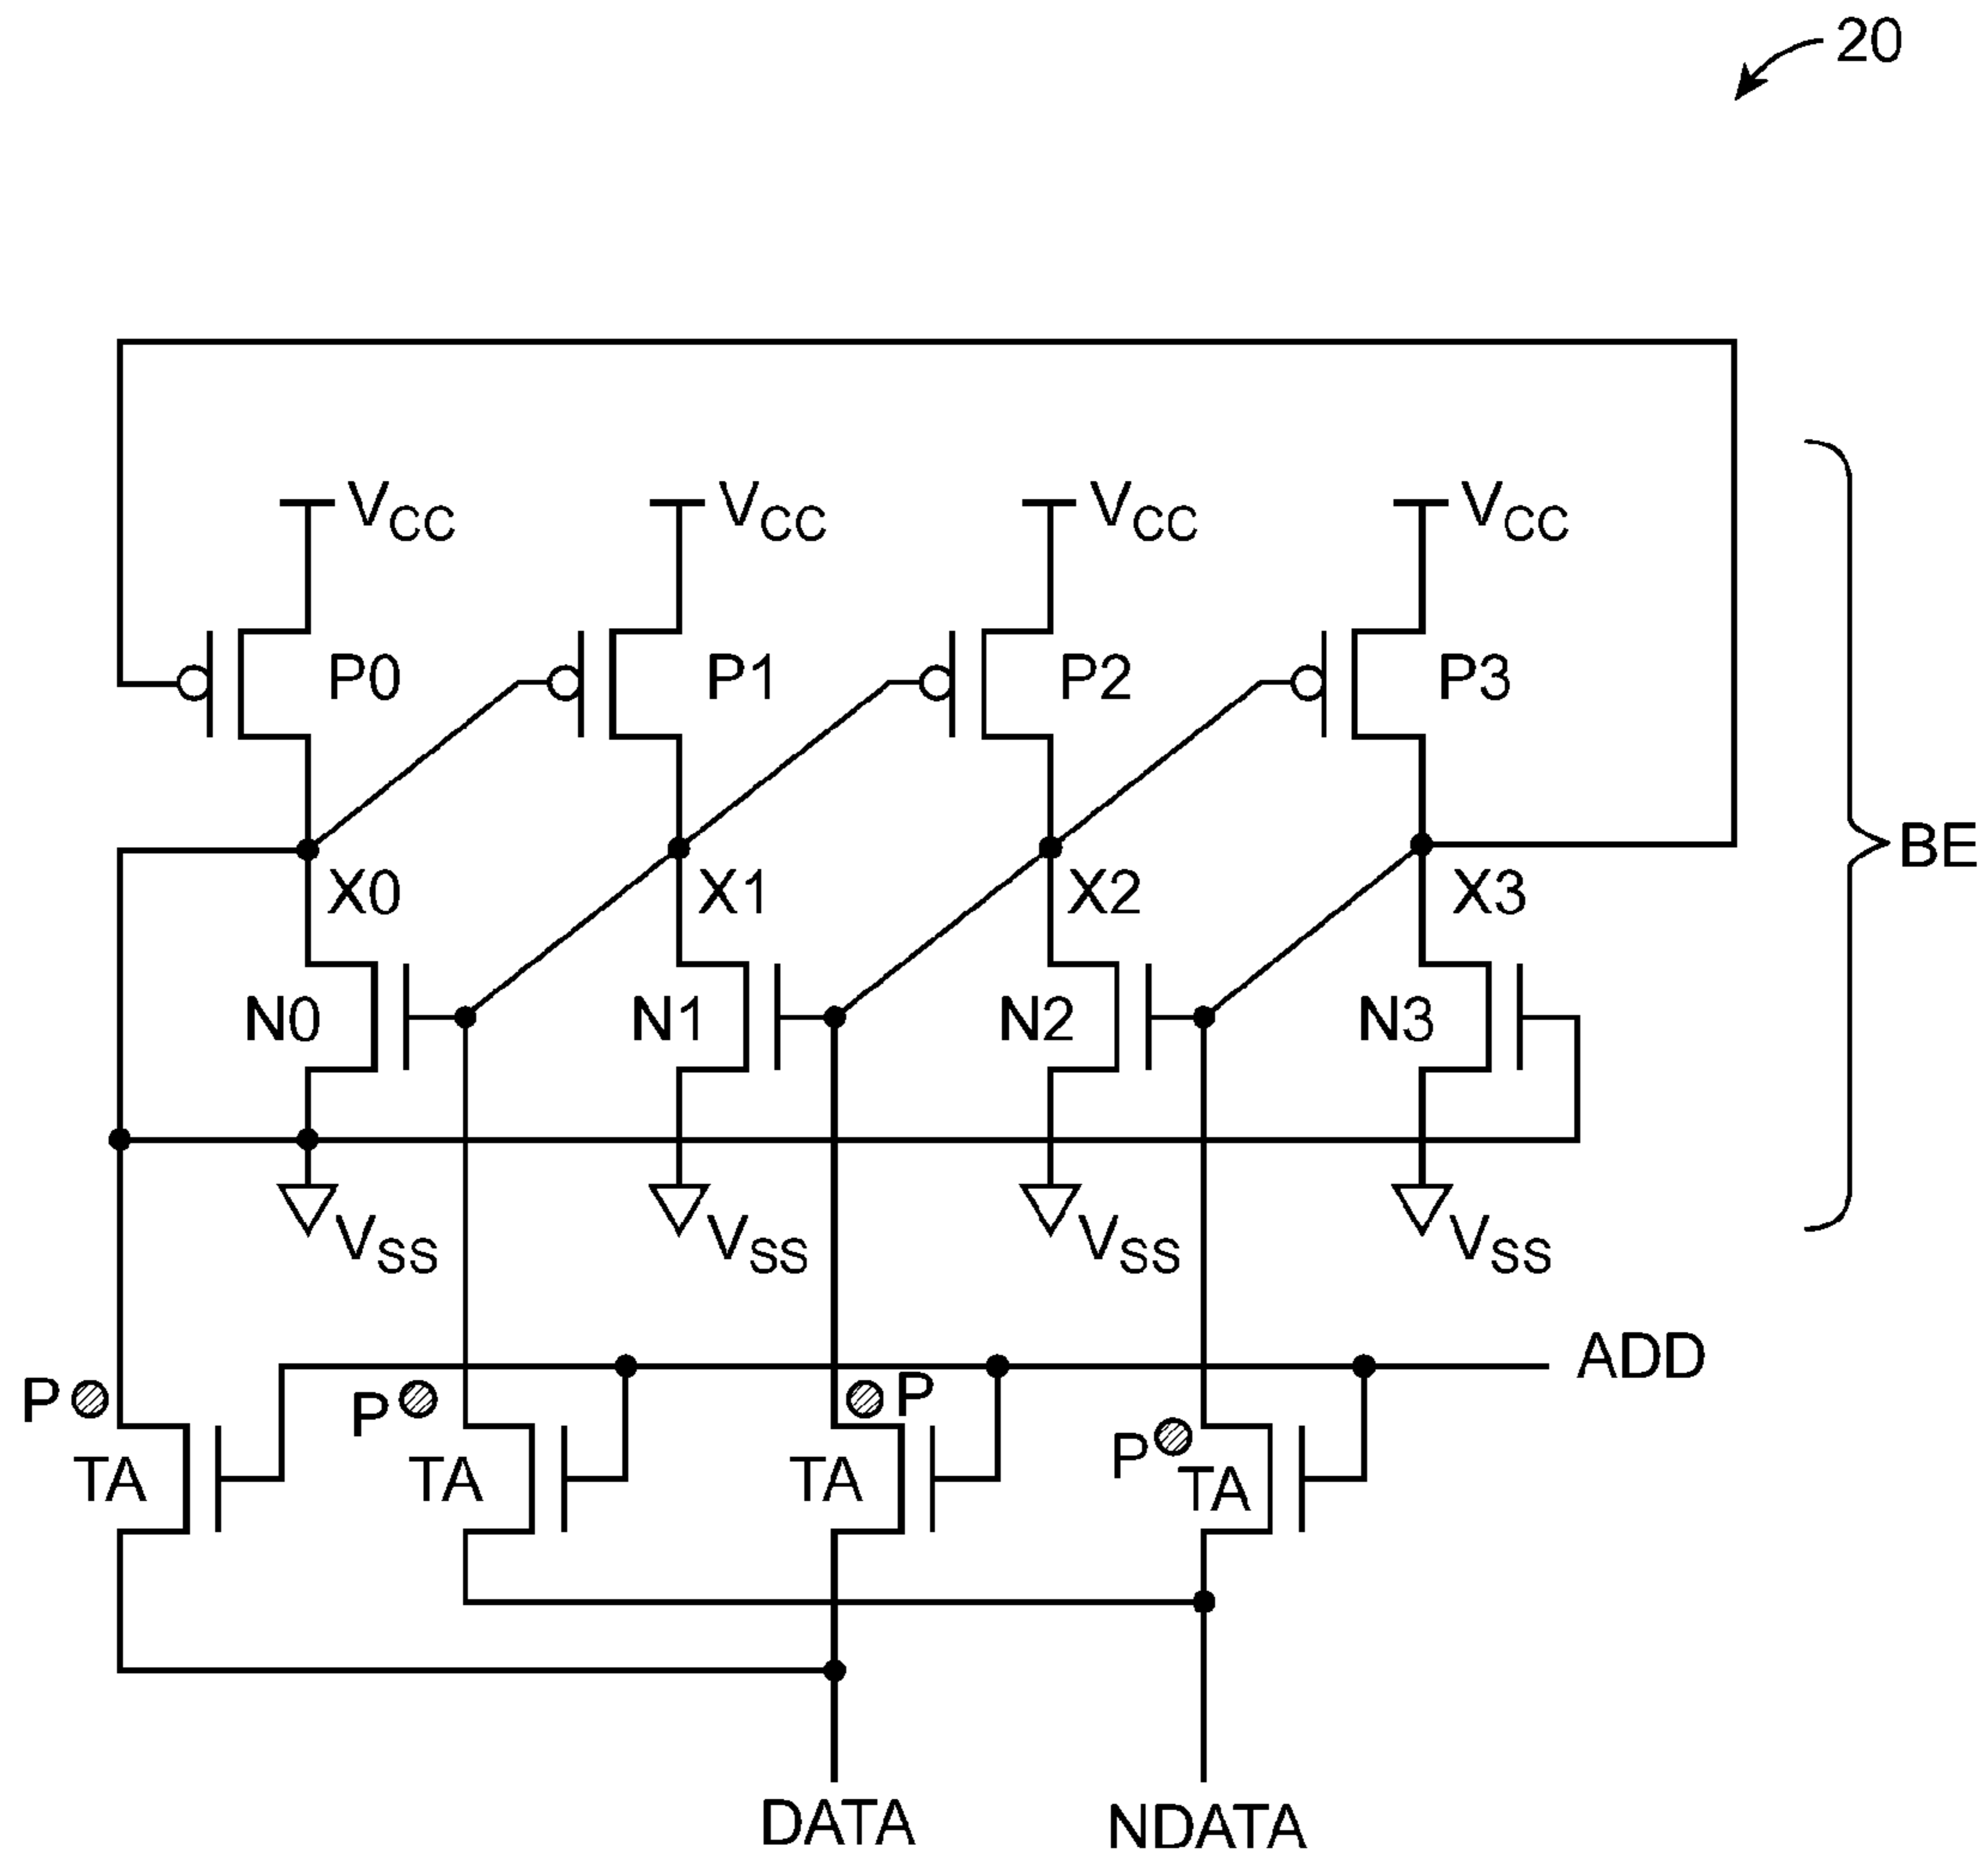 20
VCC VCC VCC VCC
P0 P1 P2 P3
BE
X0 X1 X2 X3
N0 N1 N2 N3
VSS VSS VSS VSS
ADD
P P P P
TA TA TA TA
DATA NDATA